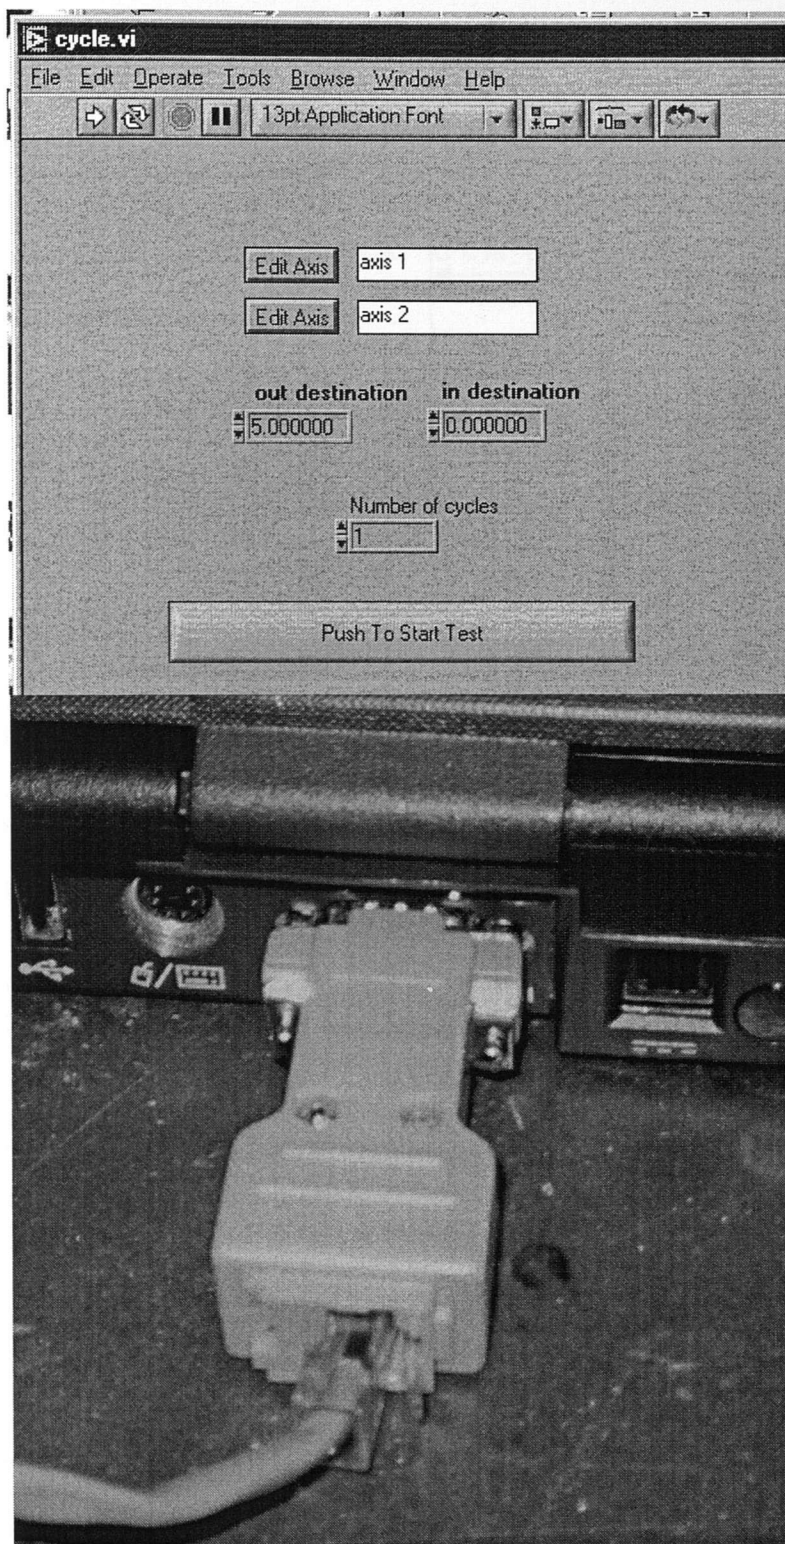 cycle.vi
File Edit Operate Tools Browse Window Help
13pt Application Font
Edit Axis axis 1
Edit Axis axis 2
out destination in destination
5.000000 0.000000
Number of cycles
1
Push To Start Test